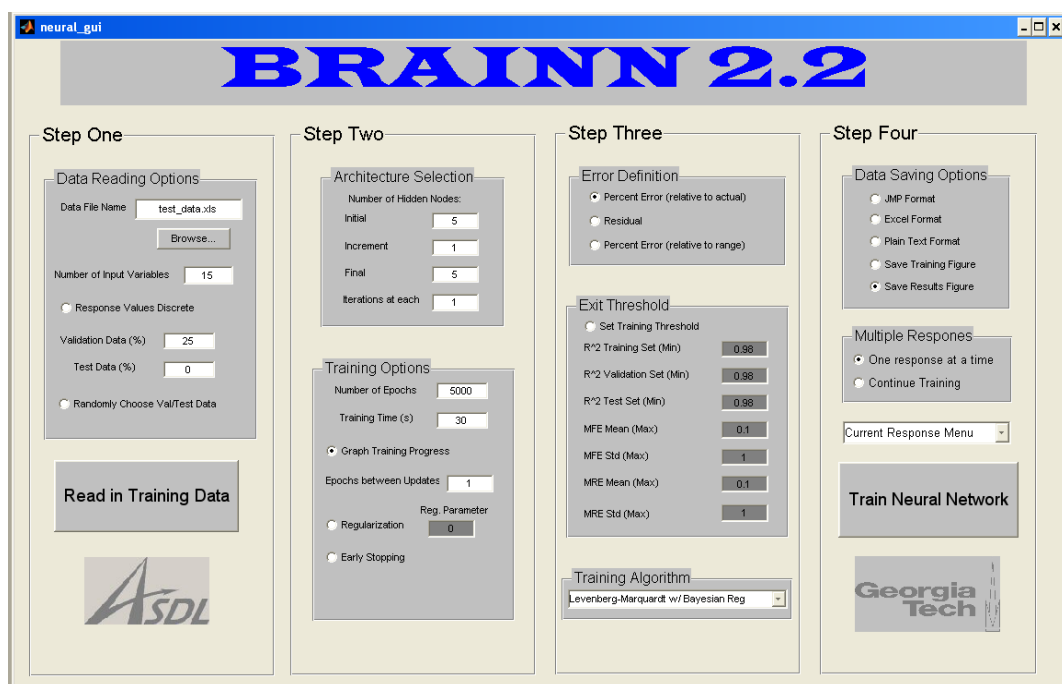 neural_gui
BRAINN 2.2
Step One
Data Reading Options
Data File Name test_data.xls
Browse...
Number of Input Variables 15
Response Values Discrete
Validation Data (%) 25
Test Data (%) 0
Randomly Choose Val/Test Data
Read in Training Data
ASDL
Step Two
Architecture Selection
Number of Hidden Nodes:
Initial 5
Increment 1
Final 5
Iterations at each 1
Training Options
Number of Epochs 5000
Training Time (s) 30
Graph Training Progress
Epochs between Updates 1
Reg. Parameter
Regularization 0
Early Stopping
Step Three
Error Definition
Percent Error (relative to actual)
Residual
Percent Error (relative to range)
Exit Threshold
Set Training Threshold
R^2 Training Set (Min) 0.98
R^2 Validation Set (Min) 0.98
R^2 Test Set (Min) 0.98
MFE Mean (Max) 0.1
MFE Std (Max) 1
MRE Mean (Max) 0.1
MRE Std (Max) 1
Training Algorithm
Levenberg-Marquardt w/ Bayesian Reg
Step Four
Data Saving Options
JMP Format
Excel Format
Plain Text Format
Save Training Figure
Save Results Figure
Multiple Respones
One response at a time
Continue Training
Current Response Menu
Train Neural Network
Georgia
Tech